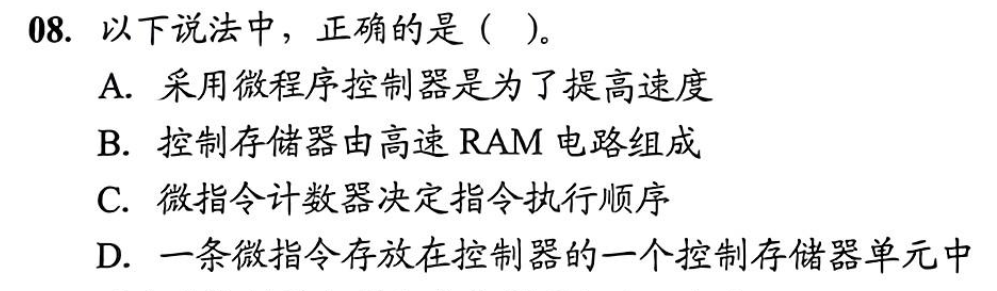 08. 以下说法中，正确的是（ ）。
A. 采用微程序控制器是为了提高速度
B. 控制存储器由高速 RAM 电路组成
C. 微指令计数器决定指令执行顺序
D. 一条微指令存放在控制器的一个控制存储器单元中